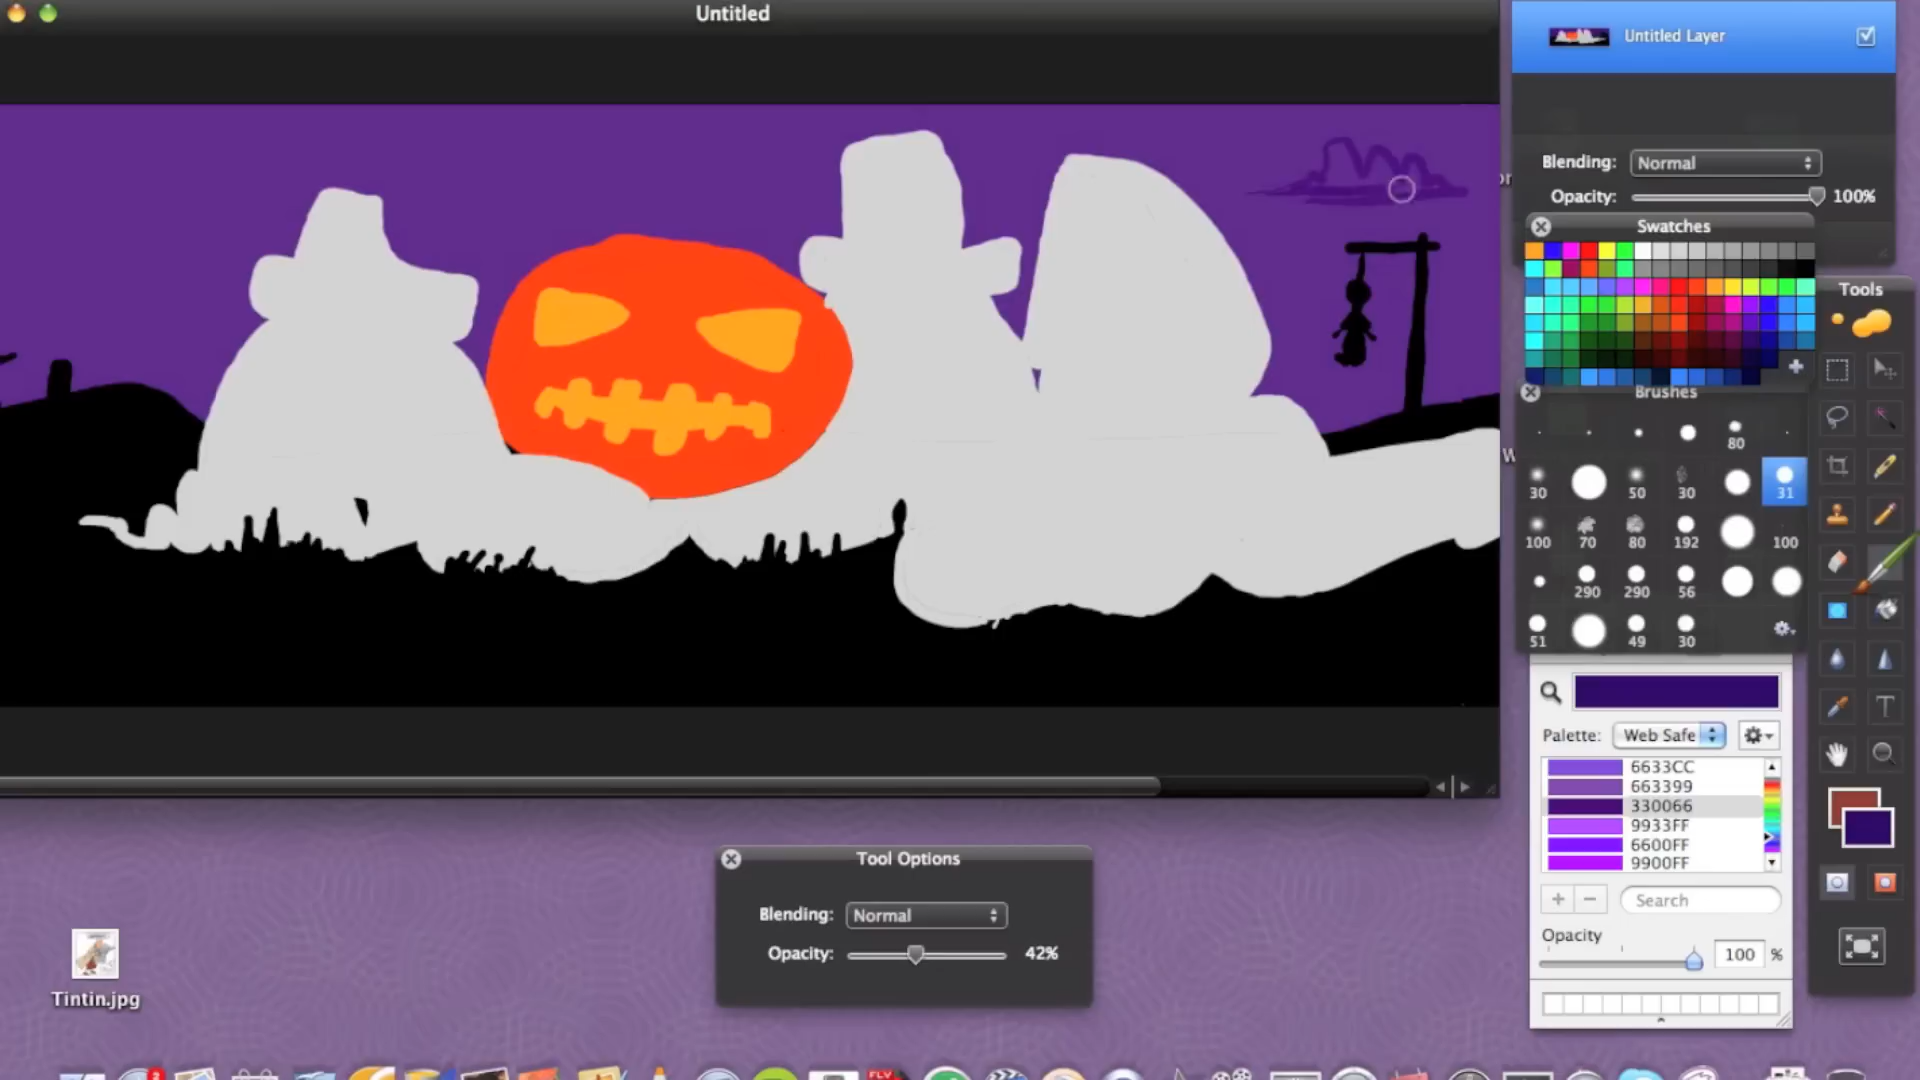 Untitled
Untitled Layer
Blending: Normal
Opacity: 100%
Swatches
Tools
Brushes
80
30 50 30 31
100 70 80 192 100
290 290 56
51 49 30
Palette: Web Safe
6633CC
663399
330066
9933FF
6600FF
9900FF
Search
Opacity
100 %
Tool Options
Blending: Normal
Opacity: 42%
Tintin.jpg
FLV